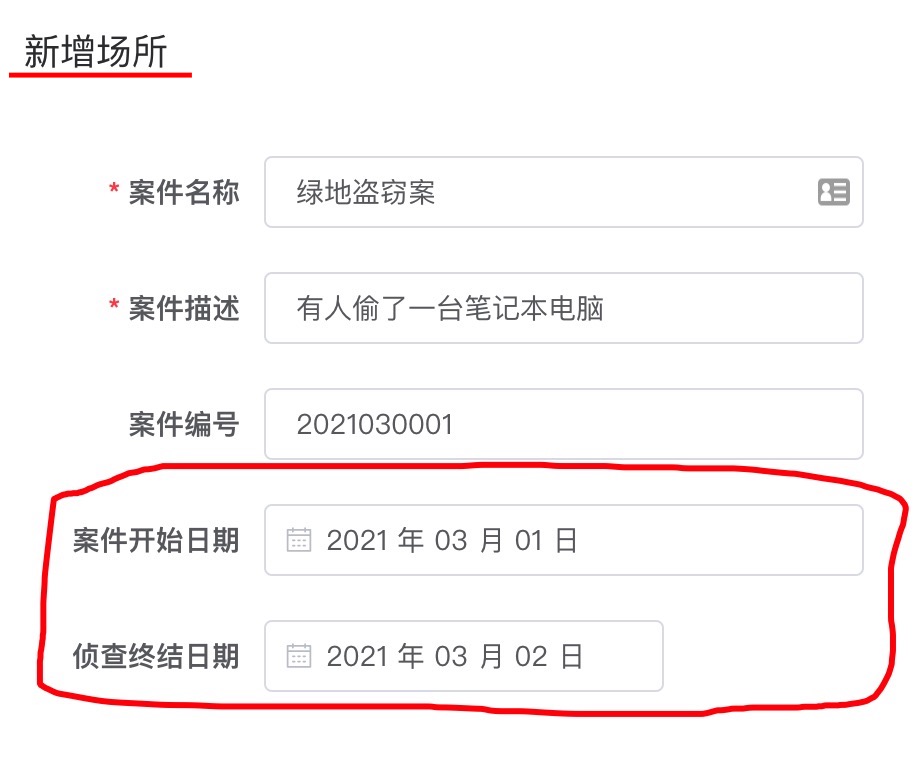 新增场所
* 案件名称 绿地盗窃案
* 案件描述 有人偷了一台笔记本电脑
案件编号 2021030001
案件开始日期 2021 年 03 月 01 日
侦查终结日期 2021 年 03 月 02 日